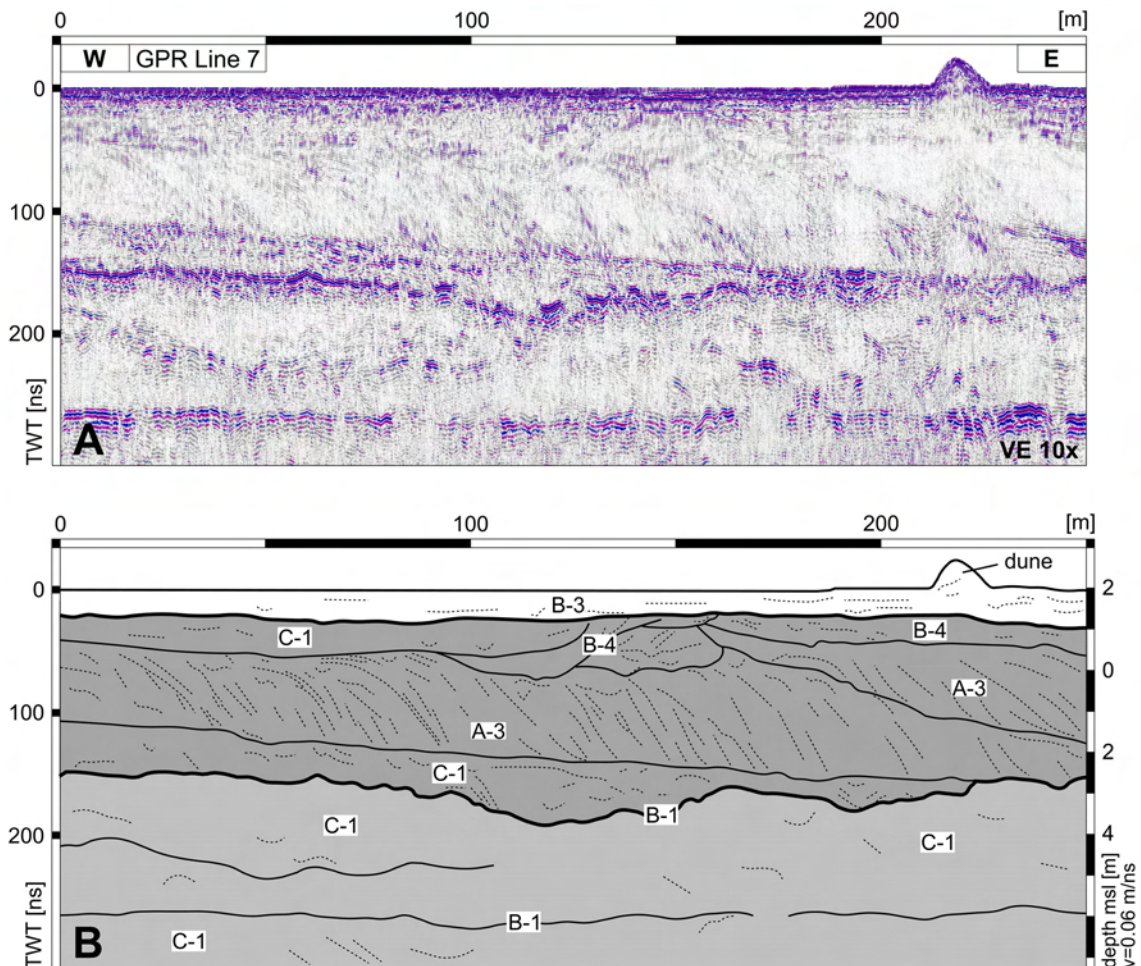 0 100 200 [m]
W GPR Line 7 E
0
100
200
TWT [ns]
A
VE 10x
0 100 200 [m]
dune
0 2
B-3
C-1 B-4 B-4
0
A-3
100 A-3
2
C-1
B-1
C-1
200 4
C-1
B-1
C-1
TWT [ns]
B
depth msl [m]
v=0.06 m/ns